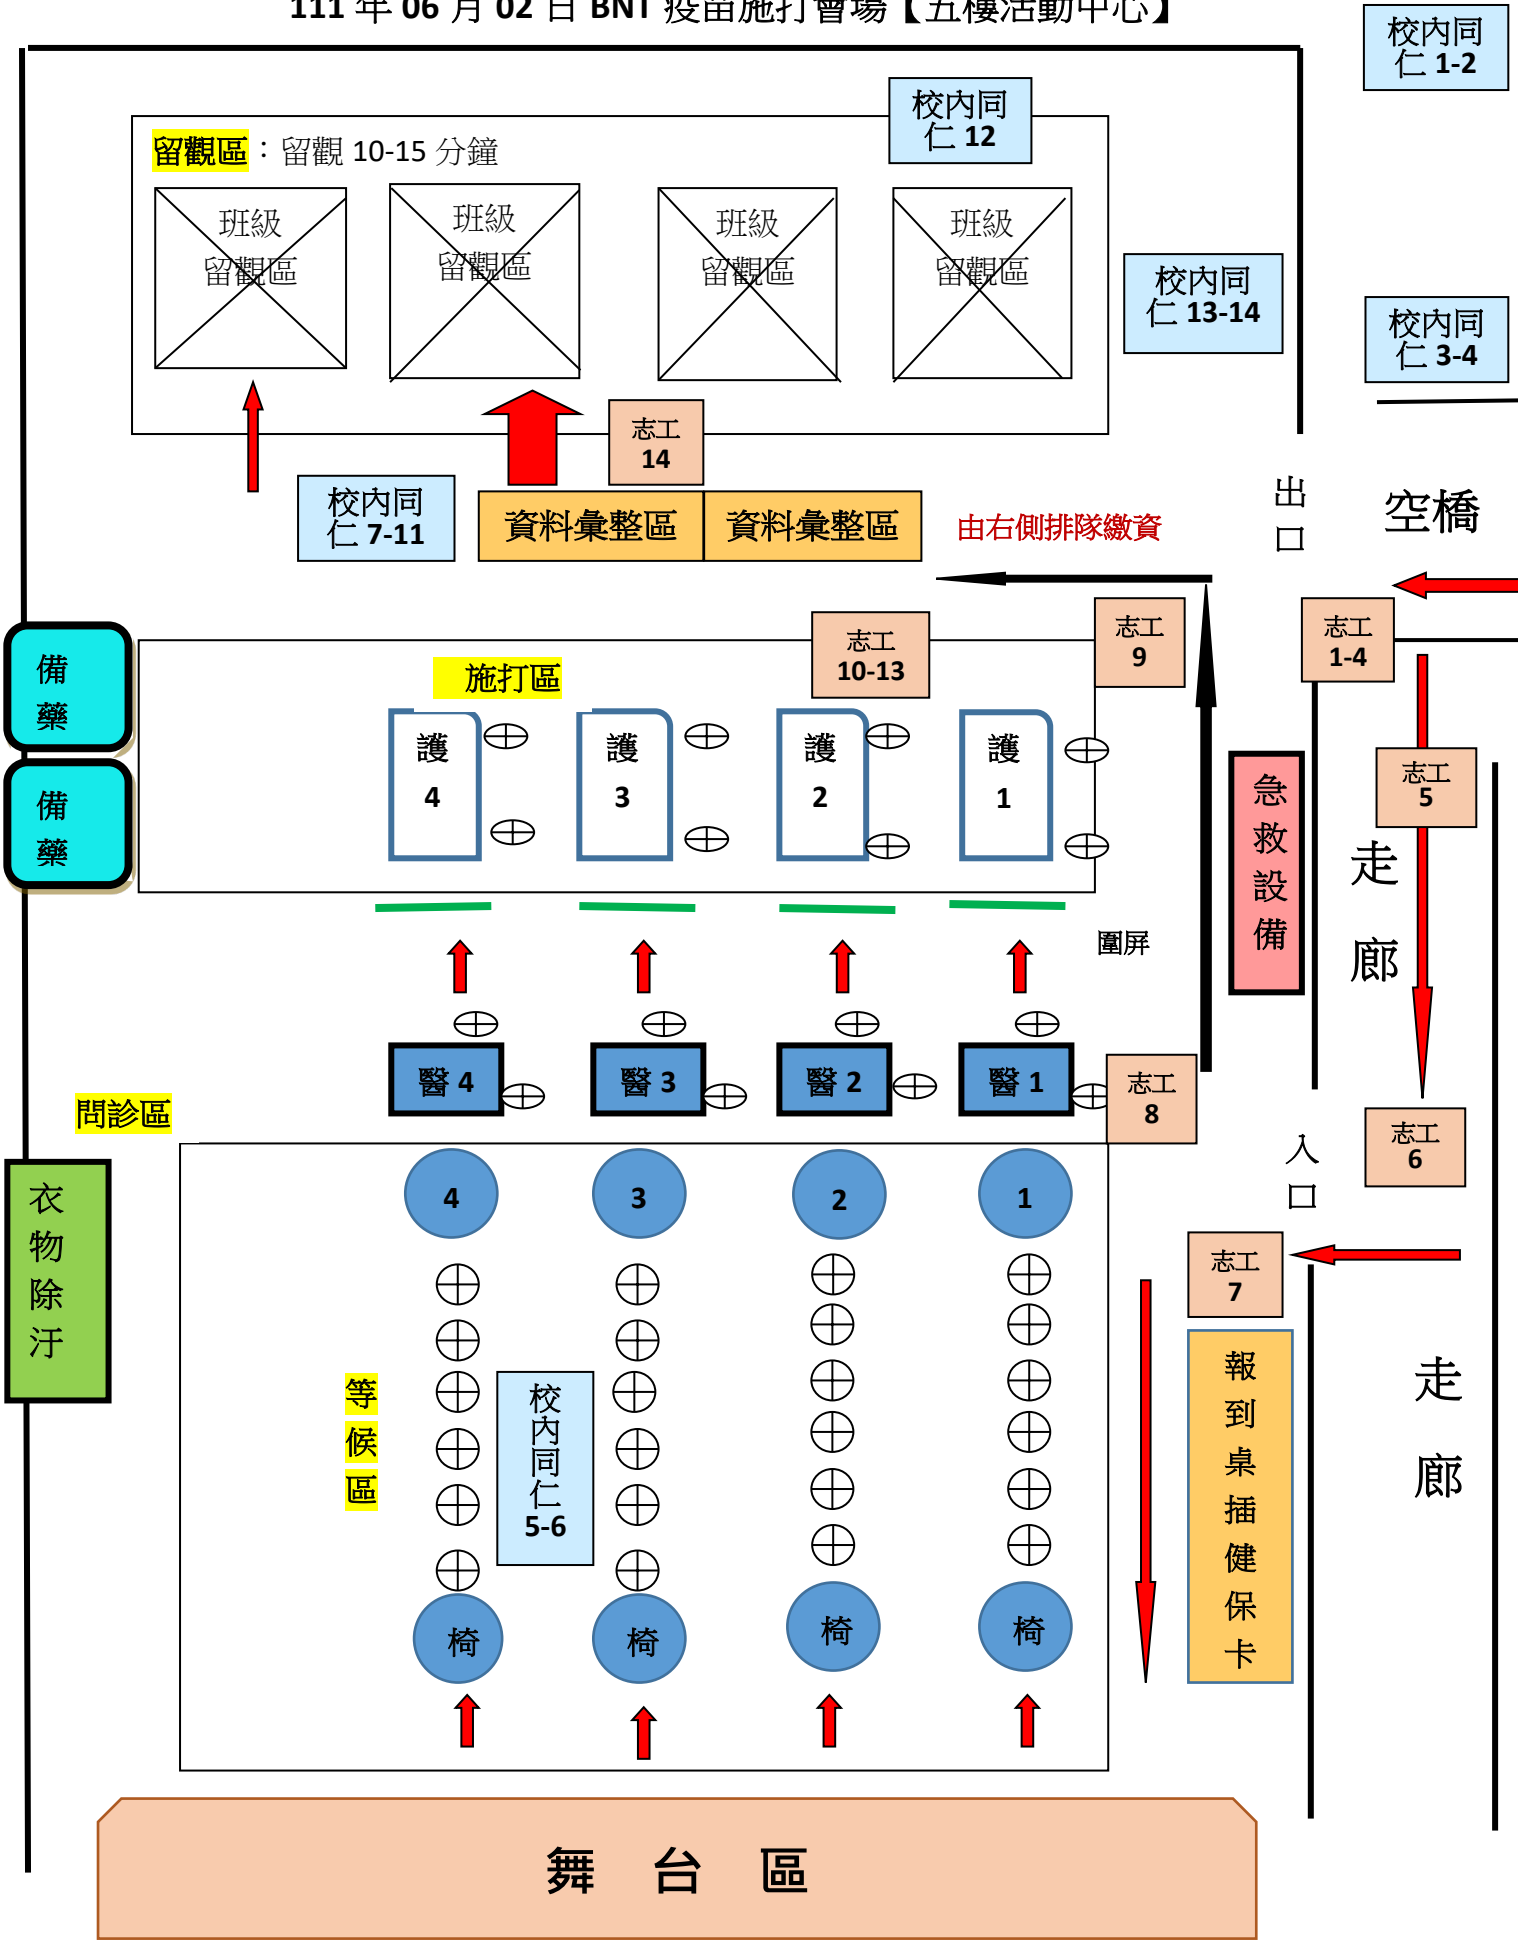 111 年 06 月 02 日 BNT 疫苗施打會場【五樓活動中心】
校內同
仁 1-2
校內同
仁 12
留觀區：留觀 10-15 分鐘
班級
留觀區
班級
留觀區
班級
留觀區
班級
留觀區
校內同
仁 13-14
校內同
仁 3-4
志工
14
校內同
仁 7-11
資料彙整區
資料彙整區
由右側排隊繳資
出
口
空橋
備
藥
備
藥
施打區
志工
10-13
志工
9
志工
1-4
護
4
護
3
護
2
護
1
急
救
設
備
志工
5
走
廊
圍屏
醫 4
醫 3
醫 2
醫 1
志工
8
問診區
志工
6
入
口
衣
物
除
汙
4
3
2
1
志工
7
等
候
區
校
內
同
仁
5-6
報
到
桌
插
健
保
卡
走
廊
椅
椅
椅
椅
舞 台 區